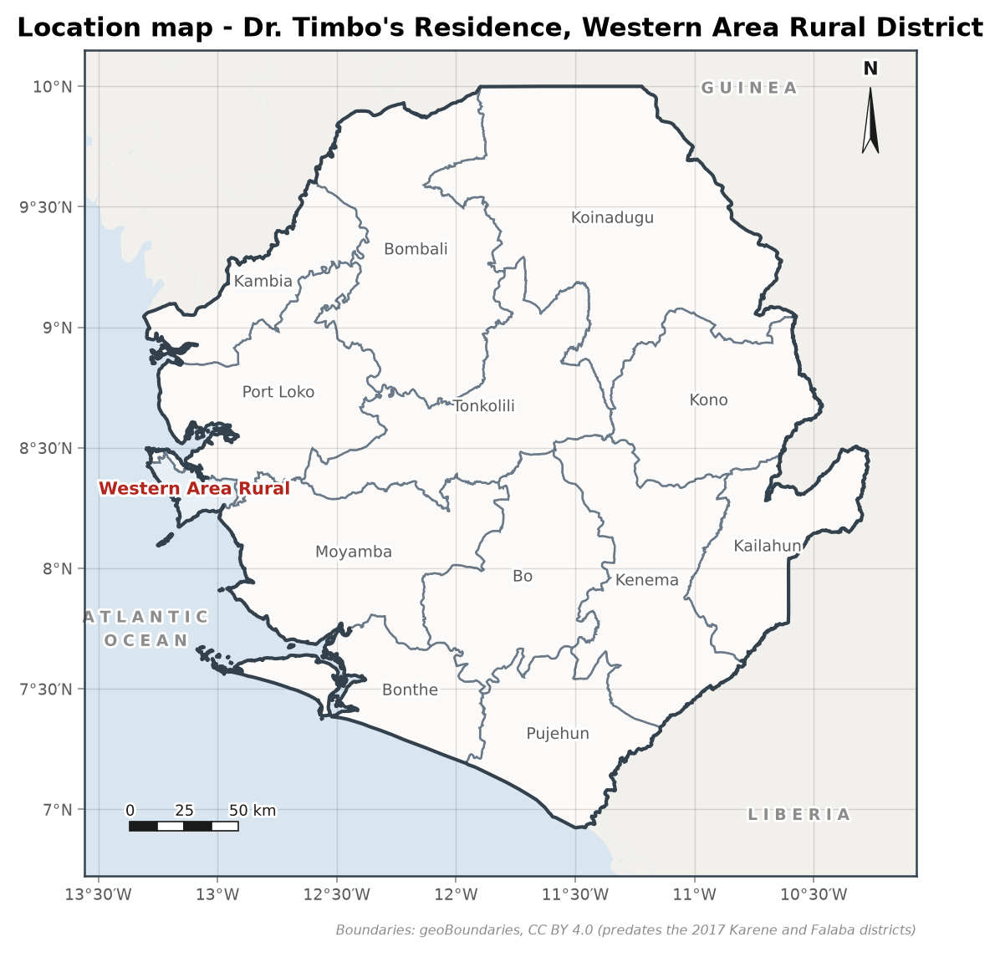 Location map - Dr. Timbo's Residence, Western Area Rural District
N
GUINEA
10°N
9°30′N
Koinadugu
Bombali
Kambia
9°N
Port Loko
Kono
Tonkolili
8°30′N
Western Area Rural
Kailahun
Moyamba
8°N
Bo
Kenema
ATLANTIC
OCEAN
7°30′N
Bonthe
Pujehun
7°N
0 25 50 km
LIBERIA
13°30′W 13°W 12°30′W 12°W 11°30′W 11°W 10°30′W
Boundaries: geoBoundaries, CC BY 4.0 (predates the 2017 Karene and Falaba districts)